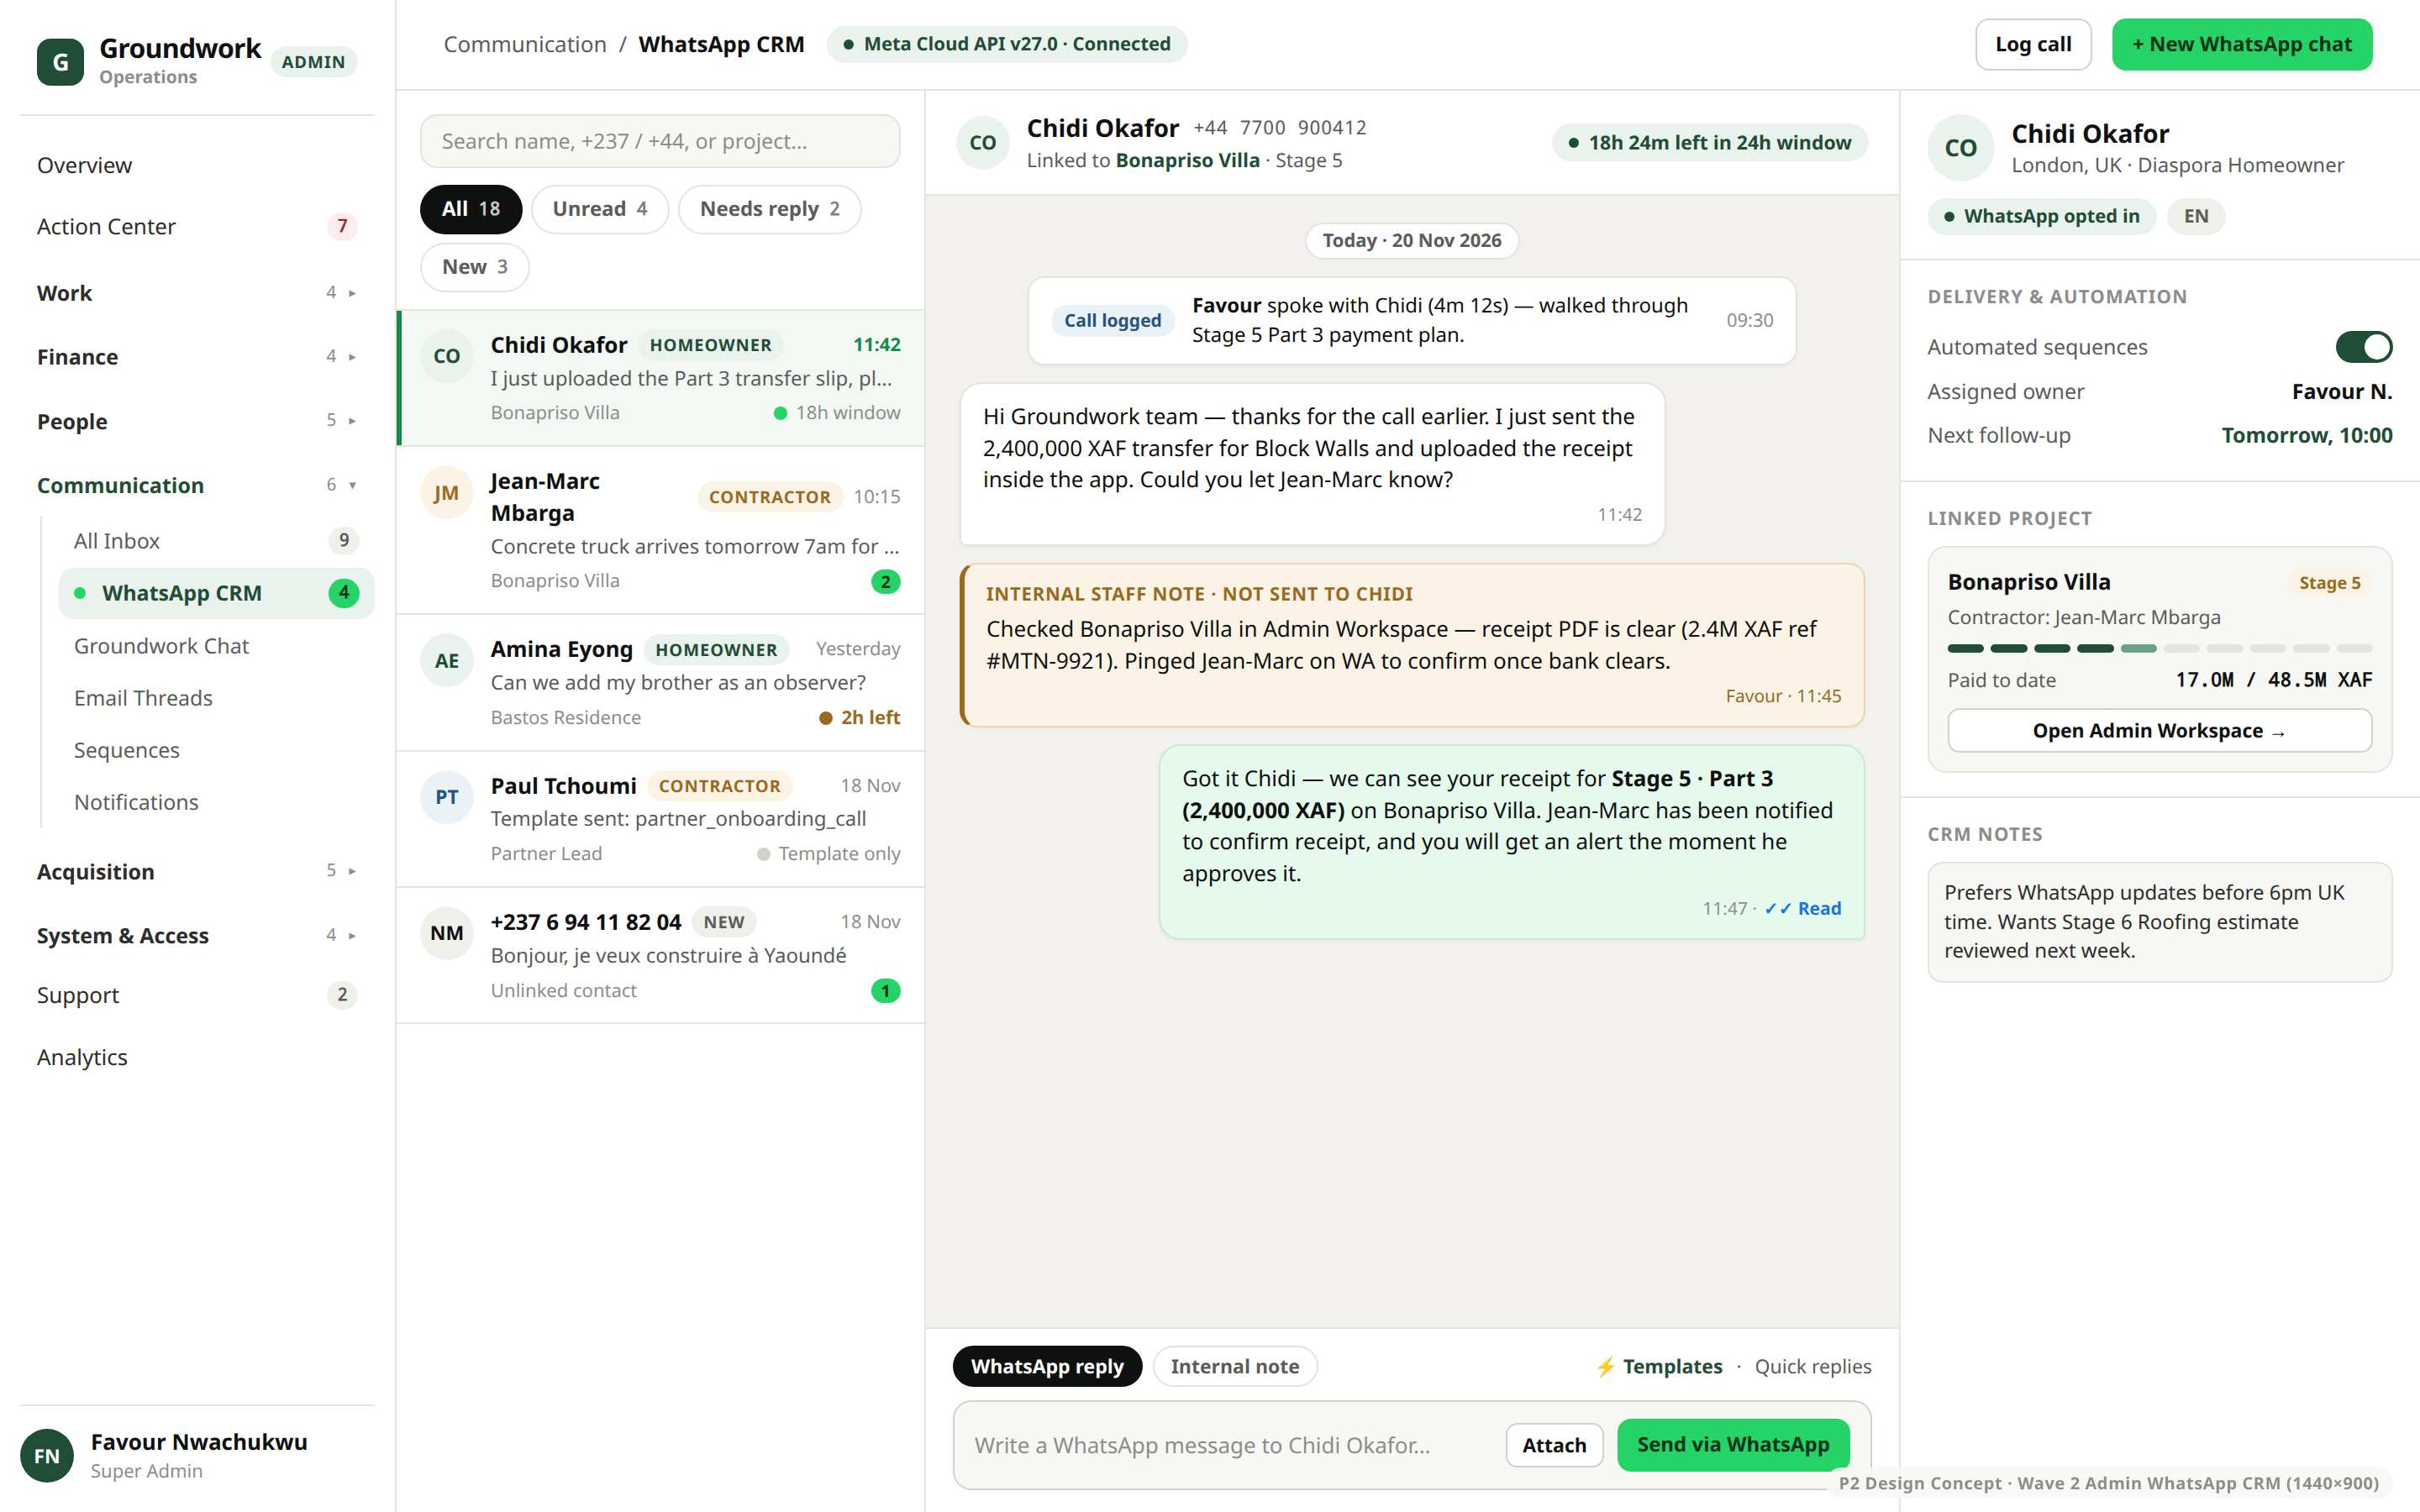 G
Groundwork
Operations
ADMIN
Overview
Action Center 7
Work 4 ▸
Finance 4 ▸
People 5 ▸
Communication 6 ▾
All Inbox 9
WhatsApp CRM 4
Groundwork Chat
Email Threads
Sequences
Notifications
Acquisition 5 ▸
System & Access 4 ▸
Support 2
Analytics
FN
Favour Nwachukwu
Super Admin
Communication / WhatsApp CRM
Meta Cloud API v27.0 · Connected
Log call
+ New WhatsApp chat
Search name, +237 / +44, or project...
All 18
Unread 4
Needs reply 2
New 3
CO
Chidi Okafor HOMEOWNER 11:42
I just uploaded the Part 3 transfer slip, pl...
Bonapriso Villa 18h window
JM
Jean-Marc
Mbarga
CONTRACTOR 10:15
Concrete truck arrives tomorrow 7am for ...
Bonapriso Villa 2
AE
Amina Eyong HOMEOWNER Yesterday
Can we add my brother as an observer?
Bastos Residence 2h left
PT
Paul Tchoumi CONTRACTOR 18 Nov
Template sent: partner_onboarding_call
Partner Lead Template only
NM
+237 6 94 11 82 04 NEW 18 Nov
Bonjour, je veux construire à Yaoundé
Unlinked contact 1
CO
Chidi Okafor +44 7700 900412
Linked to Bonapriso Villa · Stage 5
18h 24m left in 24h window
Today · 20 Nov 2026
Call logged
Favour spoke with Chidi (4m 12s) — walked through
Stage 5 Part 3 payment plan.
09:30
Hi Groundwork team — thanks for the call earlier. I just sent the
2,400,000 XAF transfer for Block Walls and uploaded the receipt
inside the app. Could you let Jean-Marc know?
11:42
INTERNAL STAFF NOTE · NOT SENT TO CHIDI
Checked Bonapriso Villa in Admin Workspace — receipt PDF is clear (2.4M XAF ref
#MTN-9921). Pinged Jean-Marc on WA to confirm once bank clears.
Favour · 11:45
Got it Chidi — we can see your receipt for Stage 5 · Part 3
(2,400,000 XAF) on Bonapriso Villa. Jean-Marc has been notified
to confirm receipt, and you will get an alert the moment he
approves it.
11:47 · ✓✓ Read
WhatsApp reply
Internal note
⚡ Templates · Quick replies
Write a WhatsApp message to Chidi Okafor...
Attach
Send via WhatsApp
CO
Chidi Okafor
London, UK · Diaspora Homeowner
WhatsApp opted in
EN
DELIVERY & AUTOMATION
Automated sequences
Assigned owner Favour N.
Next follow-up Tomorrow, 10:00
LINKED PROJECT
Bonapriso Villa Stage 5
Contractor: Jean-Marc Mbarga
Paid to date 17.0M / 48.5M XAF
Open Admin Workspace →
CRM NOTES
Prefers WhatsApp updates before 6pm UK
time. Wants Stage 6 Roofing estimate
reviewed next week.
P2 Design Concept · Wave 2 Admin WhatsApp CRM (1440×900)